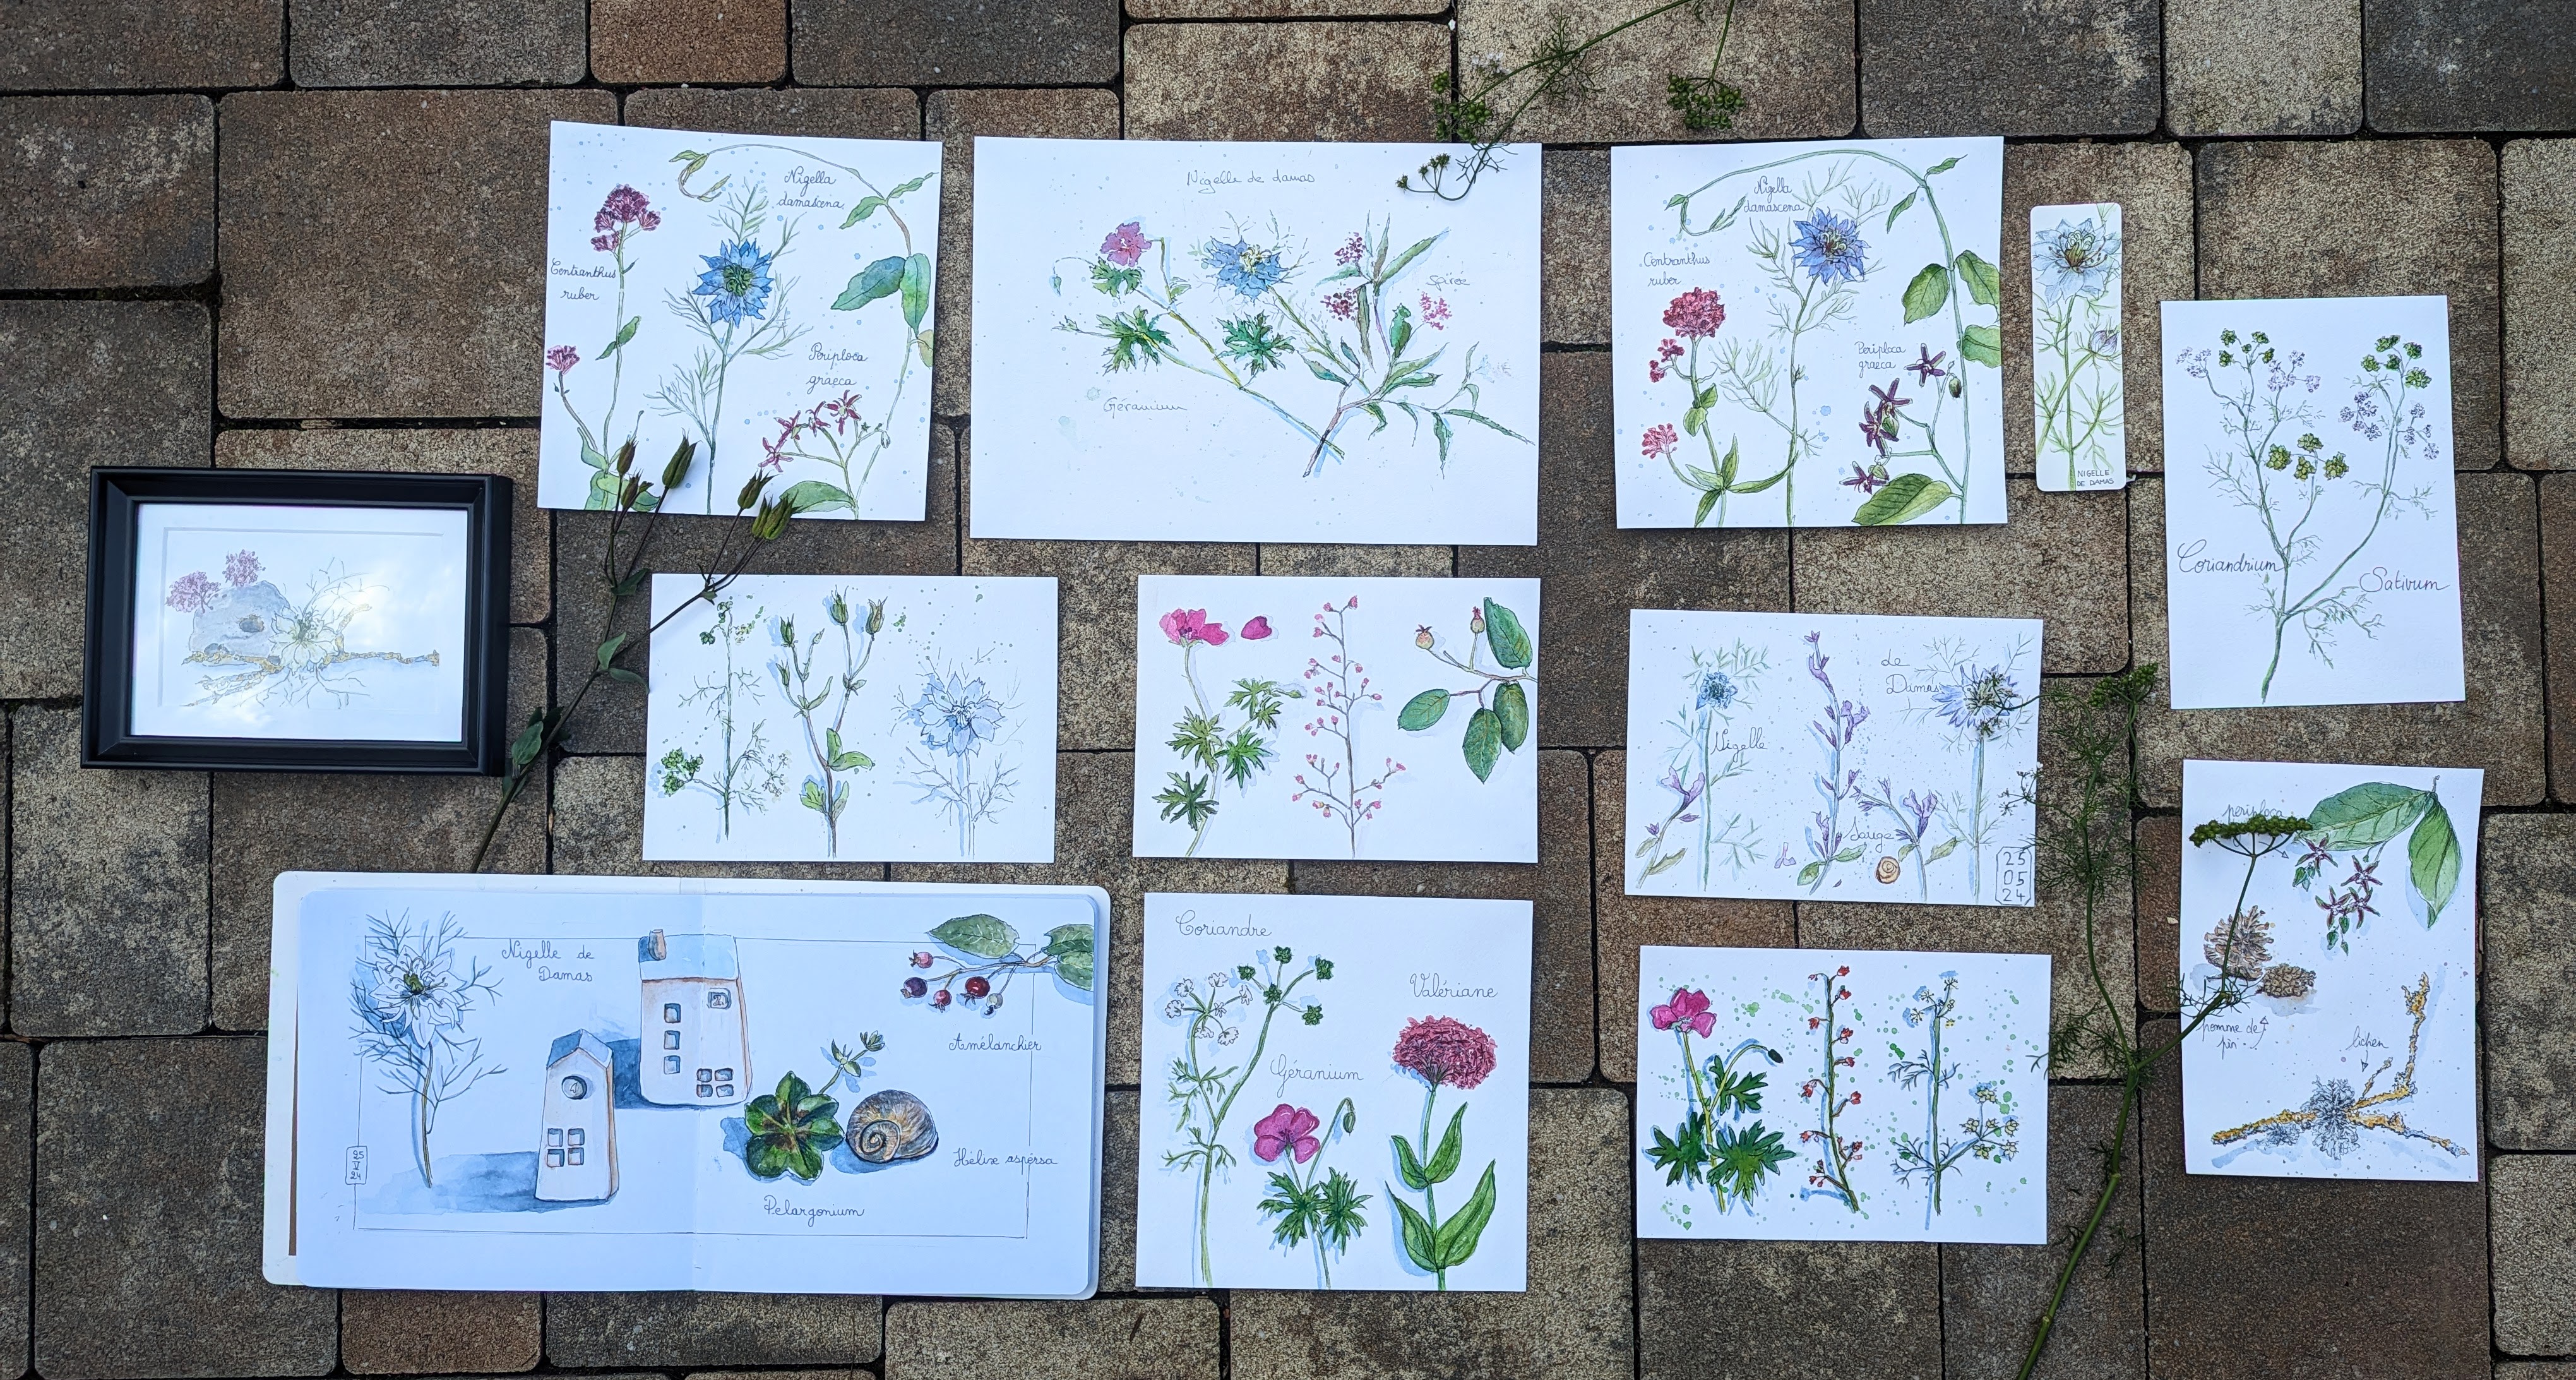 Nigella
damascena
Centranthus
ruber
Periploca
graeca
Nigelle de damas
Spirée
Géranium
Nigella
damascena
Centranthus
ruber
Periploca
graeca
NIGELLE
DE DAMAS
Coriandrium
Sativum
de
Damas
Nigelle
Sauge
25
05
24
periploca
pomme de
pin
lichen
Nigelle de
Damas
Amélanchier
25
V
24
Hélix aspersa
Pelargonium
Coriandre
Valériane
Géranium